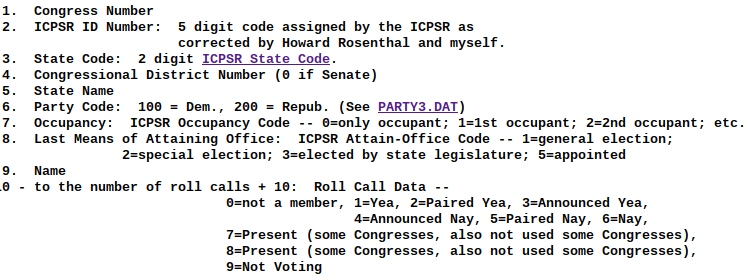 1. Congress Number
2. ICPSR ID Number: 5 digit code assigned by the ICPSR as
corrected by Howard Rosenthal and myself.
3. State Code: 2 digit ICPSR State Code.
4. Congressional District Number (0 if Senate)
5. State Name
6. Party Code: 100 = Dem., 200 = Repub. (See PARTY3.DAT)
7. Occupancy: ICPSR Occupancy Code -- 0=only occupant; 1=1st occupant; 2=2nd occupant; etc.
8. Last Means of Attaining Office: ICPSR Attain-Office Code -- 1=general election;
2=special election; 3=elected by state legislature; 5=appointed
9. Name
0 - to the number of roll calls + 10: Roll Call Data --
0=not a member, 1=Yea, 2=Paired Yea, 3=Announced Yea,
4=Announced Nay, 5=Paired Nay, 6=Nay,
7=Present (some Congresses, also not used some Congresses),
8=Present (some Congresses, also not used some Congresses),
9=Not Voting